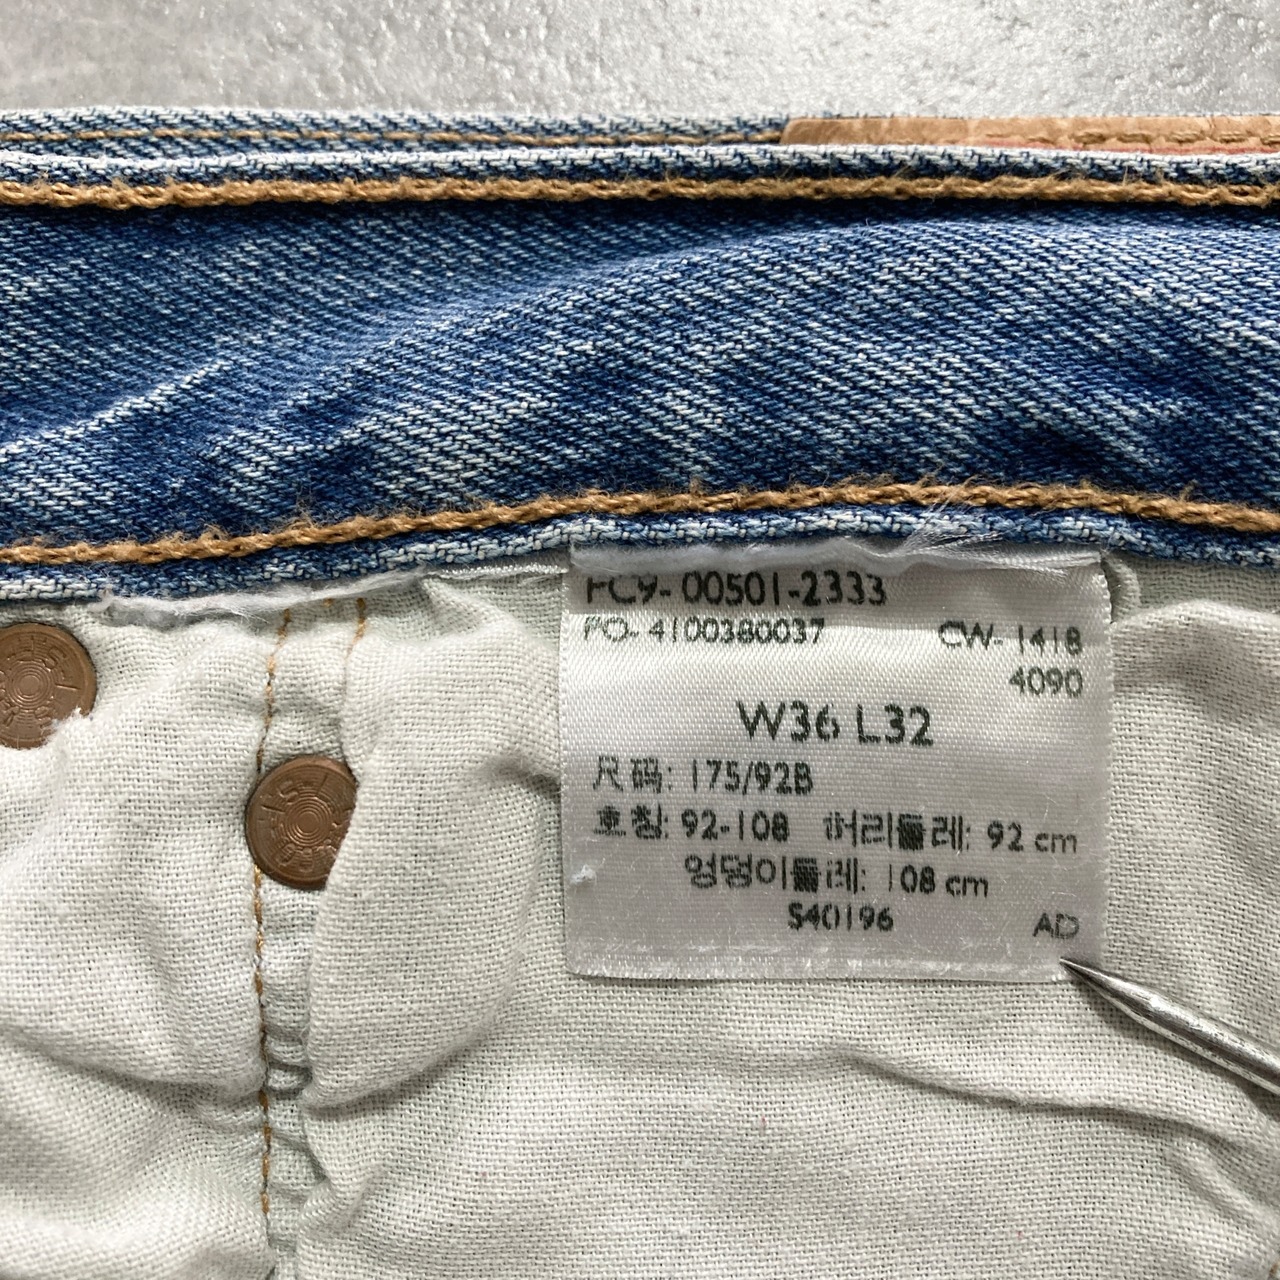 PC9- 00501-2333
PO- 4100380037 CW- 1418
4090
W36 L32
尺码: 175/92B
호칭: 92-108 허리둘레: 92 cm
엉덩이둘레: 108 cm
S40196 AD